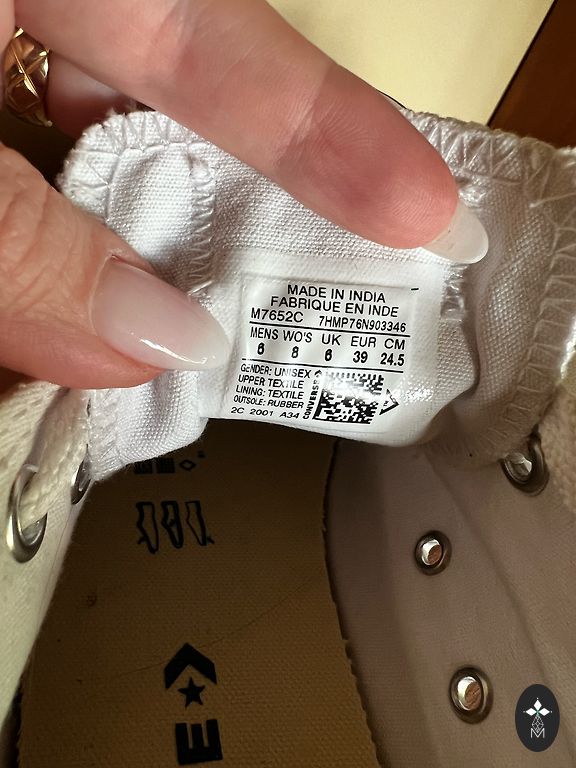 MADE IN INDIA
FABRIQUE EN INDE
M7652C 7HMP76N903346
MENS WO'S UK EUR CM
6 8 6 39 24.5
GENDER: UNISEX
UPPER TEXTILE
LINING: TEXTILE
OUTSOLE: RUBBER
CONVERSE
2C 2001 A34
E
M